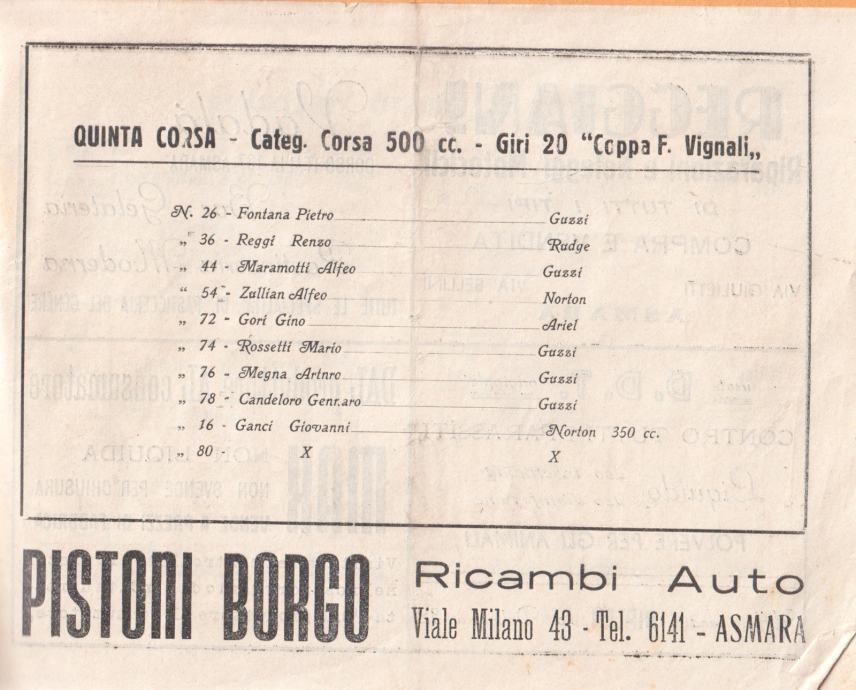 QUINTA CORSA - Categ. Corsa 500 cc. - Giri 20 "Coppa F. Vignali„
N. 26 - Fontana Pietro Guzzi
„ 36 - Reggi Renzo Rudge
„ 44 - Maramotti Alfeo Guzzi
“ 54 - Zullian Alfeo Norton
„ 72 - Gori Gino Ariel
„ 74 - Rossetti Mario Guzzi
„ 76 - Megna Artnro Guzzi
„ 78 - Candeloro Genr.aro Guzzi
„ 16 - Ganci Giovanni Norton 350 cc.
„ 80 - X X
PISTONI BORGO
Ricambi Auto
Viale Milano 43 - Tel. 6141 - ASMARA